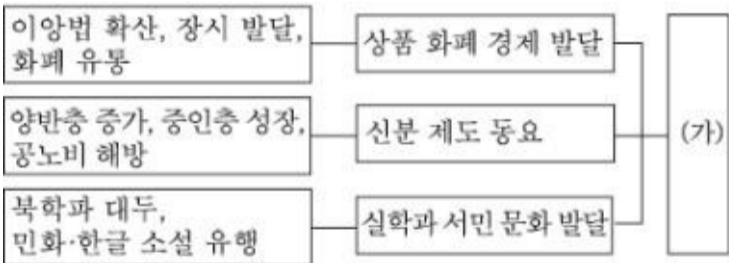 이앙법 확산, 장시 발달,
화폐 유통
상품 화폐 경제 발달
양반층 증가, 중인층 성장,
공노비 해방
신분 제도 동요
(가)
북학파 대두,
민화·한글 소설 유행
실학과 서민 문화 발달